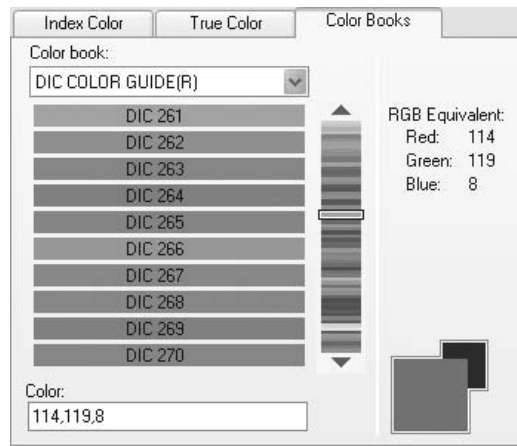 Index Color
True Color
Color Books
Color book:
DIC COLOR GUIDE(R)
DIC 261
DIC 262
DIC 263
DIC 264
DIC 265
DIC 266
DIC 267
DIC 268
DIC 269
DIC 270
RGB Equivalent:
Red: 114
Green: 119
Blue: 8
Color:
114,119,8